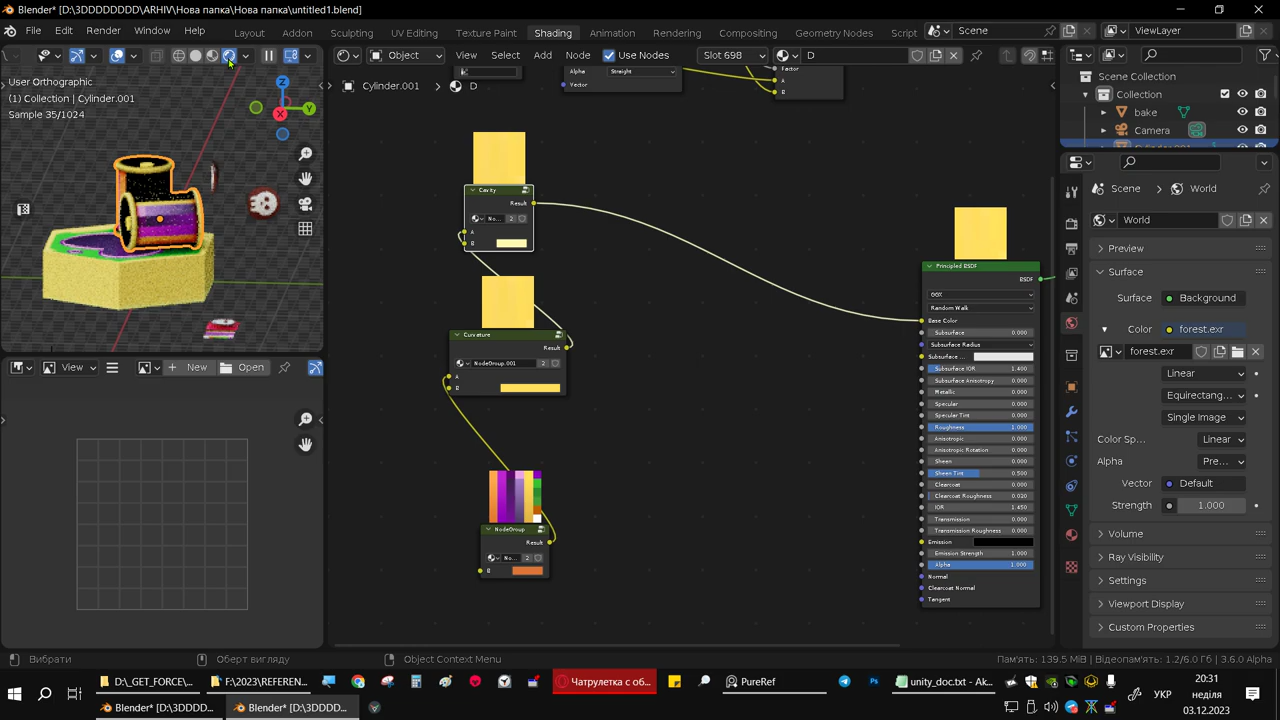 Blender* [D:\3DDDDDDD\ARHIV\Нова папка\Нова папка\untitled1.blend]
File Edit Render Window Help Layout Addon Sculpting UV Editing Texture Paint Shading Animation Rendering Compositing Geometry Nodes Script Scene ViewLayer
Object View Select Add Node Use Nodes Slot 698 D
User Orthographic
(1) Collection | Cylinder.001
Sample 35/1024
Z
Y
X
Cylinder.001 > D
Alpha Straight
Vector
Factor
A
B
Cavity
Result
No... 2
A
B
Curvature
Result
NodeGroup.001 2
A
B
NodeGroup
Result
No... 2
B
Principled BSDF
BSDF
GGX
Random Walk
Base Color
Subsurface 0.000
Subsurface Radius
Subsurface ...
Subsurface IOR 1.400
Subsurface Anisotropy 0.000
Metallic 0.000
Specular 0.000
Specular Tint 0.000
Roughness 1.000
Anisotropic 0.000
Anisotropic Rotation 0.000
Sheen 0.000
Sheen Tint 0.500
Clearcoat 0.000
Clearcoat Roughness 0.020
IOR 1.450
Transmission 0.000
Transmission Roughness 0.000
Emission
Emission Strength 1.000
Alpha 1.000
Normal
Clearcoat Normal
Tangent
View New Open
Scene Collection
Collection
bake
Camera
Scene > World
World
Preview
Surface
Surface Background
Color forest.exr
forest.exr
Linear
Equirectang...
Single Image
Color Sp... Linear
Alpha Pre...
Vector Default
Strength 1.000
Volume
Ray Visibility
Settings
Viewport Display
Custom Properties
Вибрати Оберт вигляду Object Context Menu Пам'ять: 139.5 MiB | Відеопам'ять: 1.2/6.0 Гб | 3.6.0 Alpha
D:\_GET_FORCE\... F:\2023\REFEREN... Чатрулетка с об... PureRef unity_doc.txt - Ak...
Blender* [D:\3DDDD... Blender* [D:\3DDDD...
УКР
20:31
неділя
03.12.2023